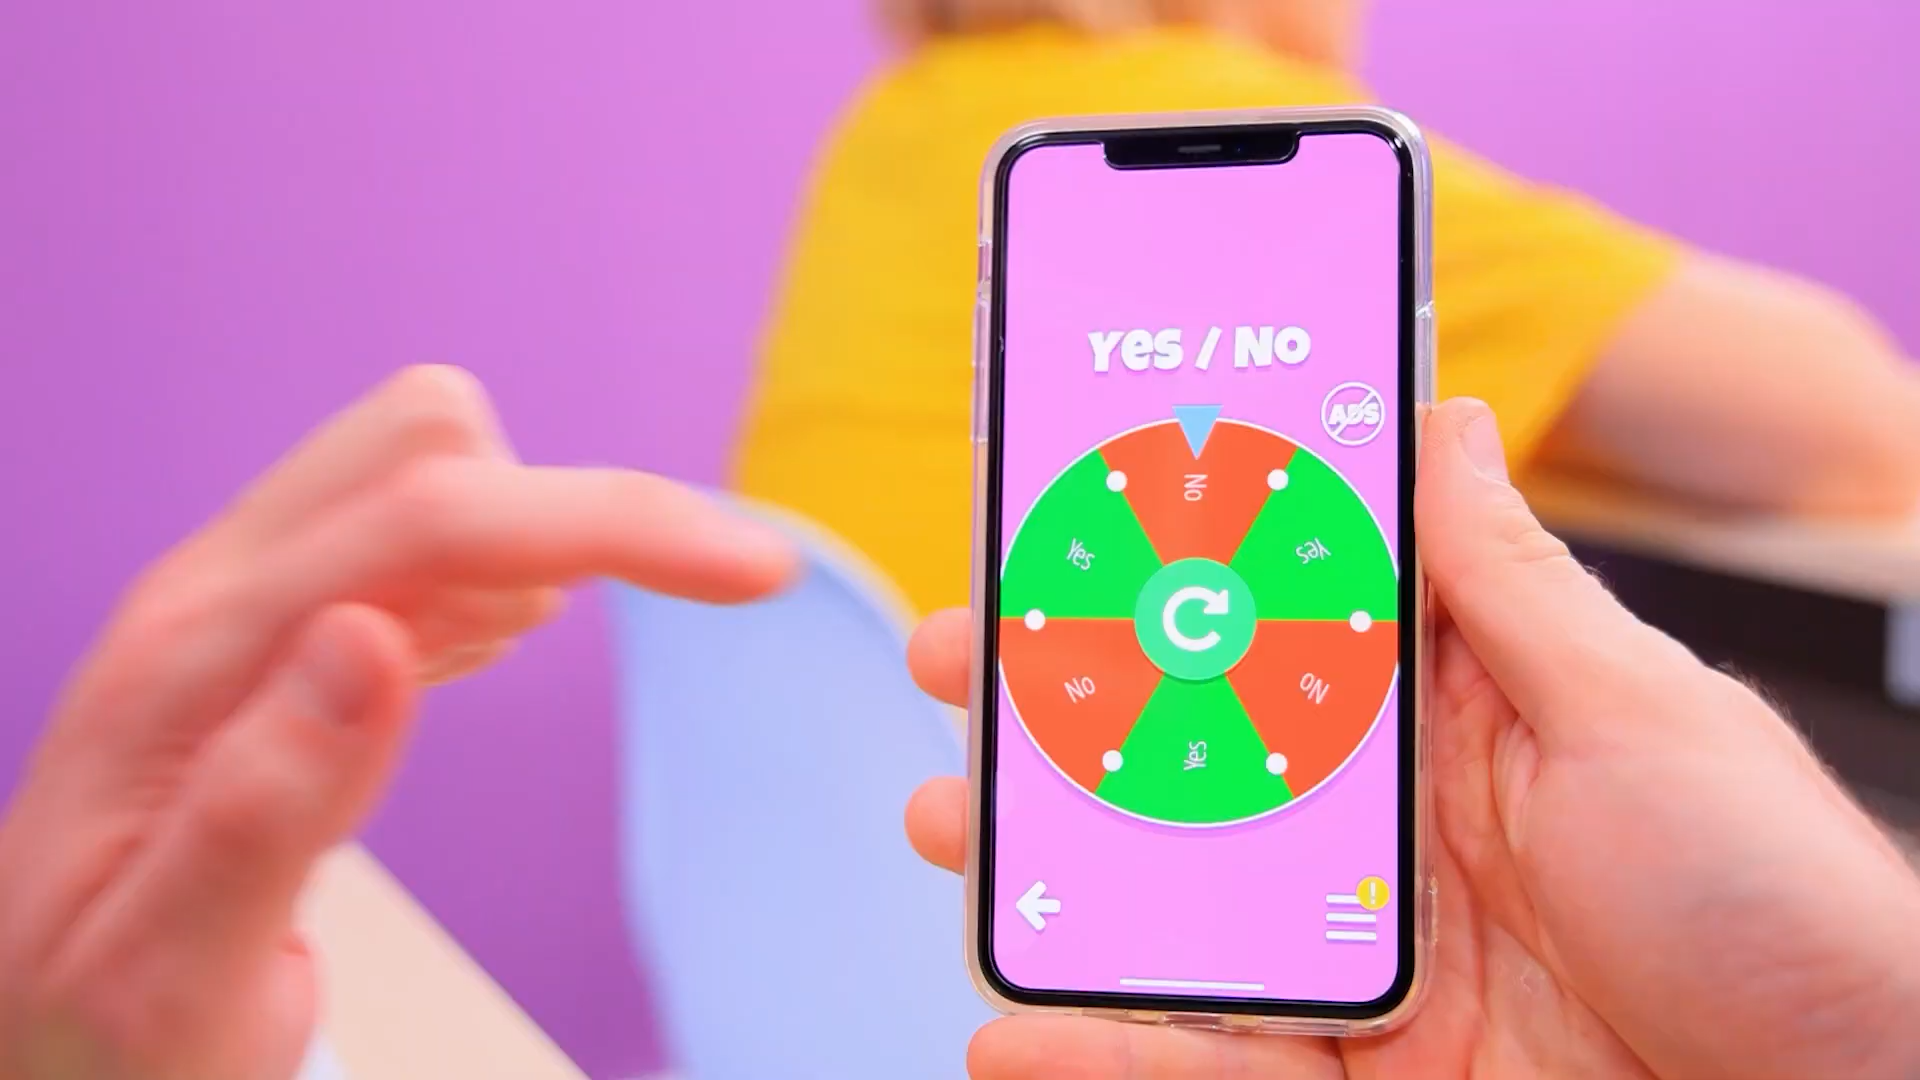 Yes / No
ADS
No
Yes
Yes
No
No
Yes
!